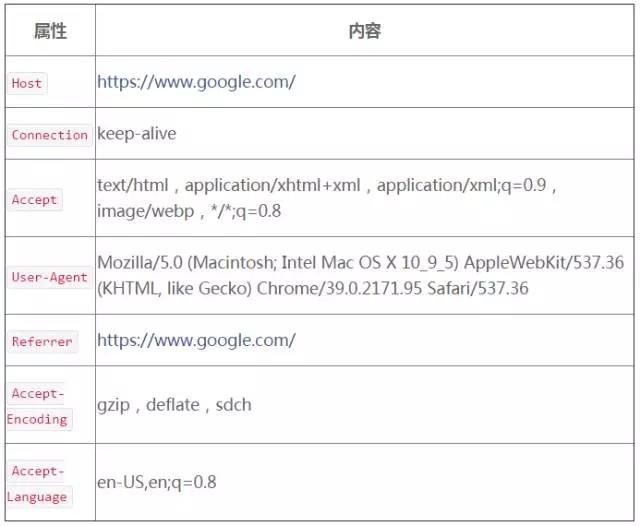 属性 内容
Host https://www.google.com/
Connection keep-alive
Accept text/html，application/xhtml+xml，application/xml;q=0.9，
image/webp，*/*;q=0.8
User-Agent Mozilla/5.0 (Macintosh; Intel Mac OS X 10_9_5) AppleWebKit/537.36
(KHTML, like Gecko) Chrome/39.0.2171.95 Safari/537.36
Referrer https://www.google.com/
Accept-
Encoding
gzip，deflate，sdch
Accept-
Language
en-US,en;q=0.8